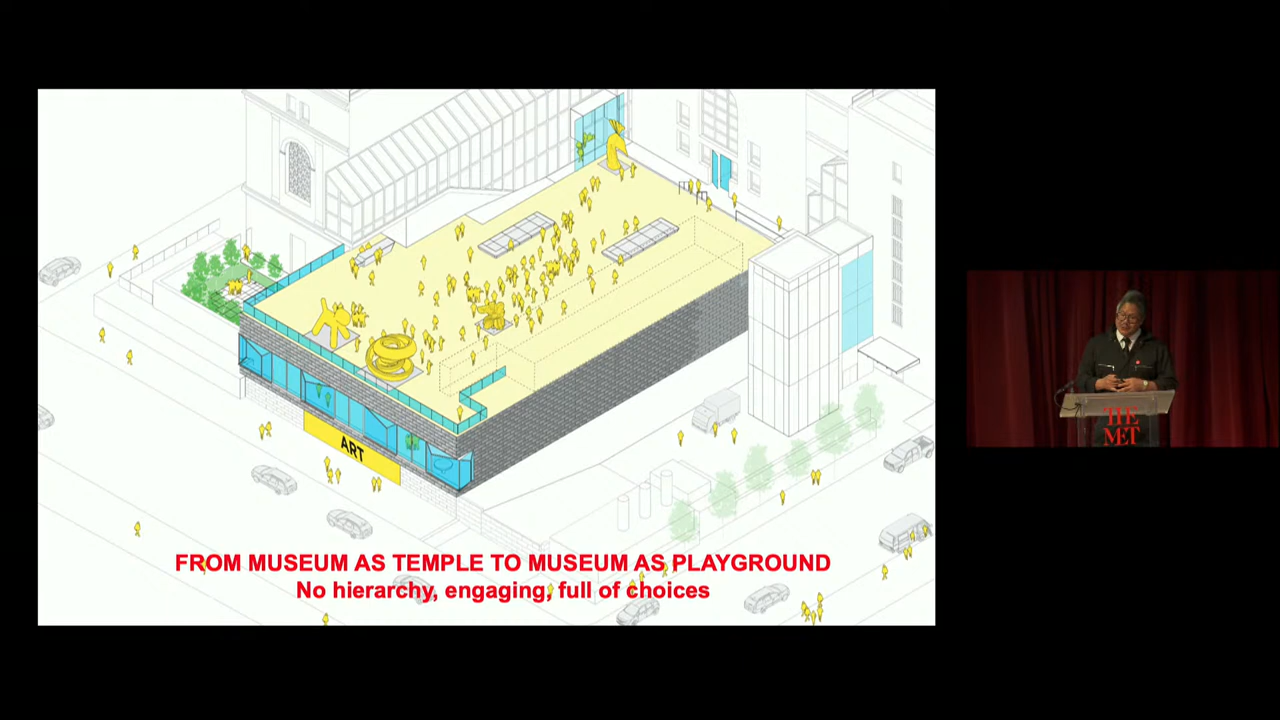 ART
FROM MUSEUM AS TEMPLE TO MUSEUM AS PLAYGROUND
No hierarchy, engaging, full of choices
THE
MET